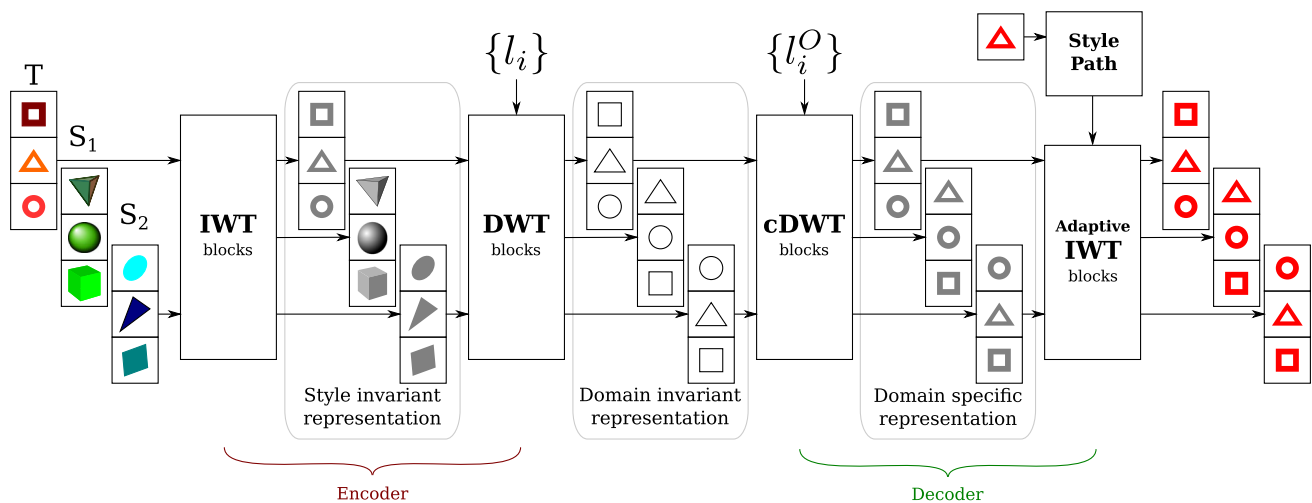 T
S₁
S₂
IWT
blocks
Style invariant
representation
{lᵢ}
DWT
blocks
Domain invariant
representation
{lᵢᴼ}
cDWT
blocks
Domain specific
representation
Style
Path
Adaptive
IWT
blocks
Encoder
Decoder